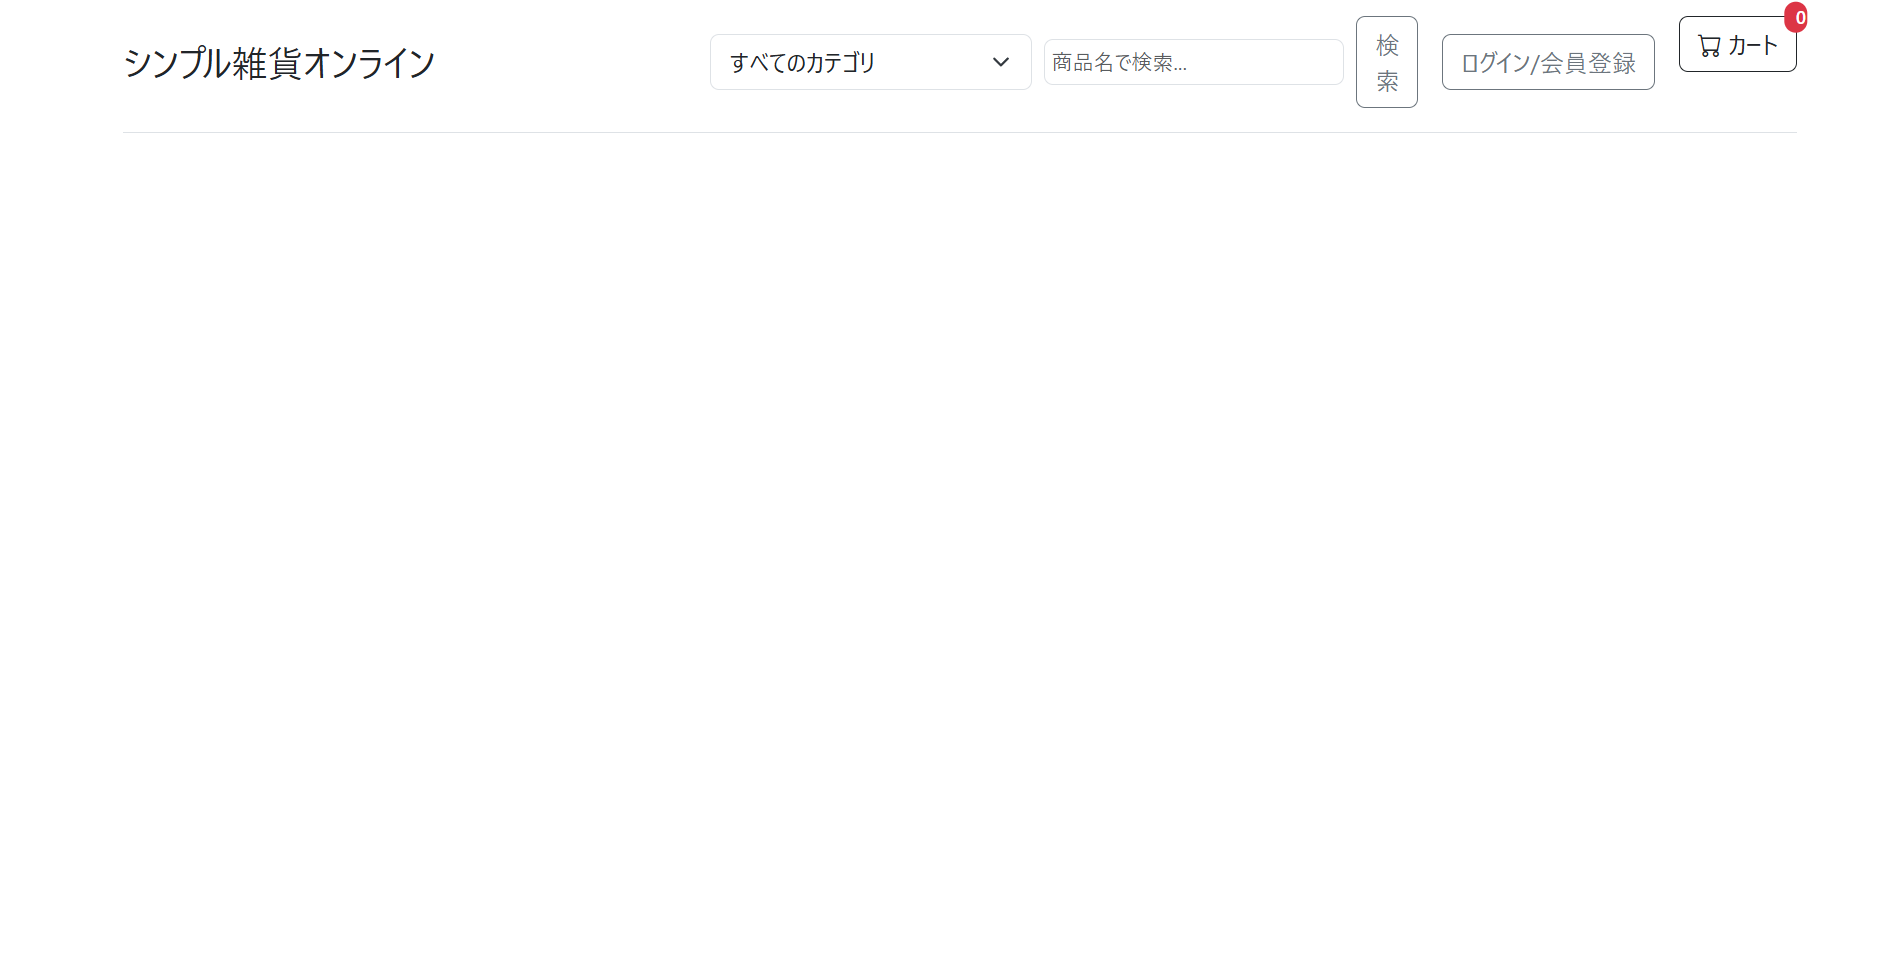 シンプル雑貨オンライン
すべてのカテゴリ
商品名で検索...
検
索
ログイン/会員登録
カート
0